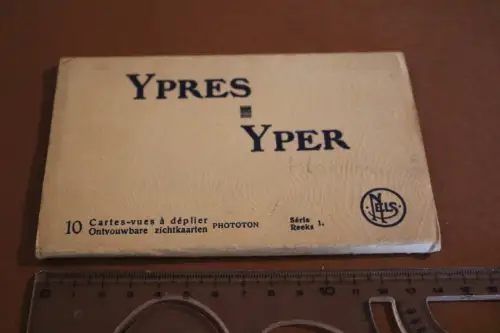 YPRES
YPER
10 Cartes-vues à déplier PHOTOTON Série 1.
Ontvouwbare zichtkaarten Reeks
NELS